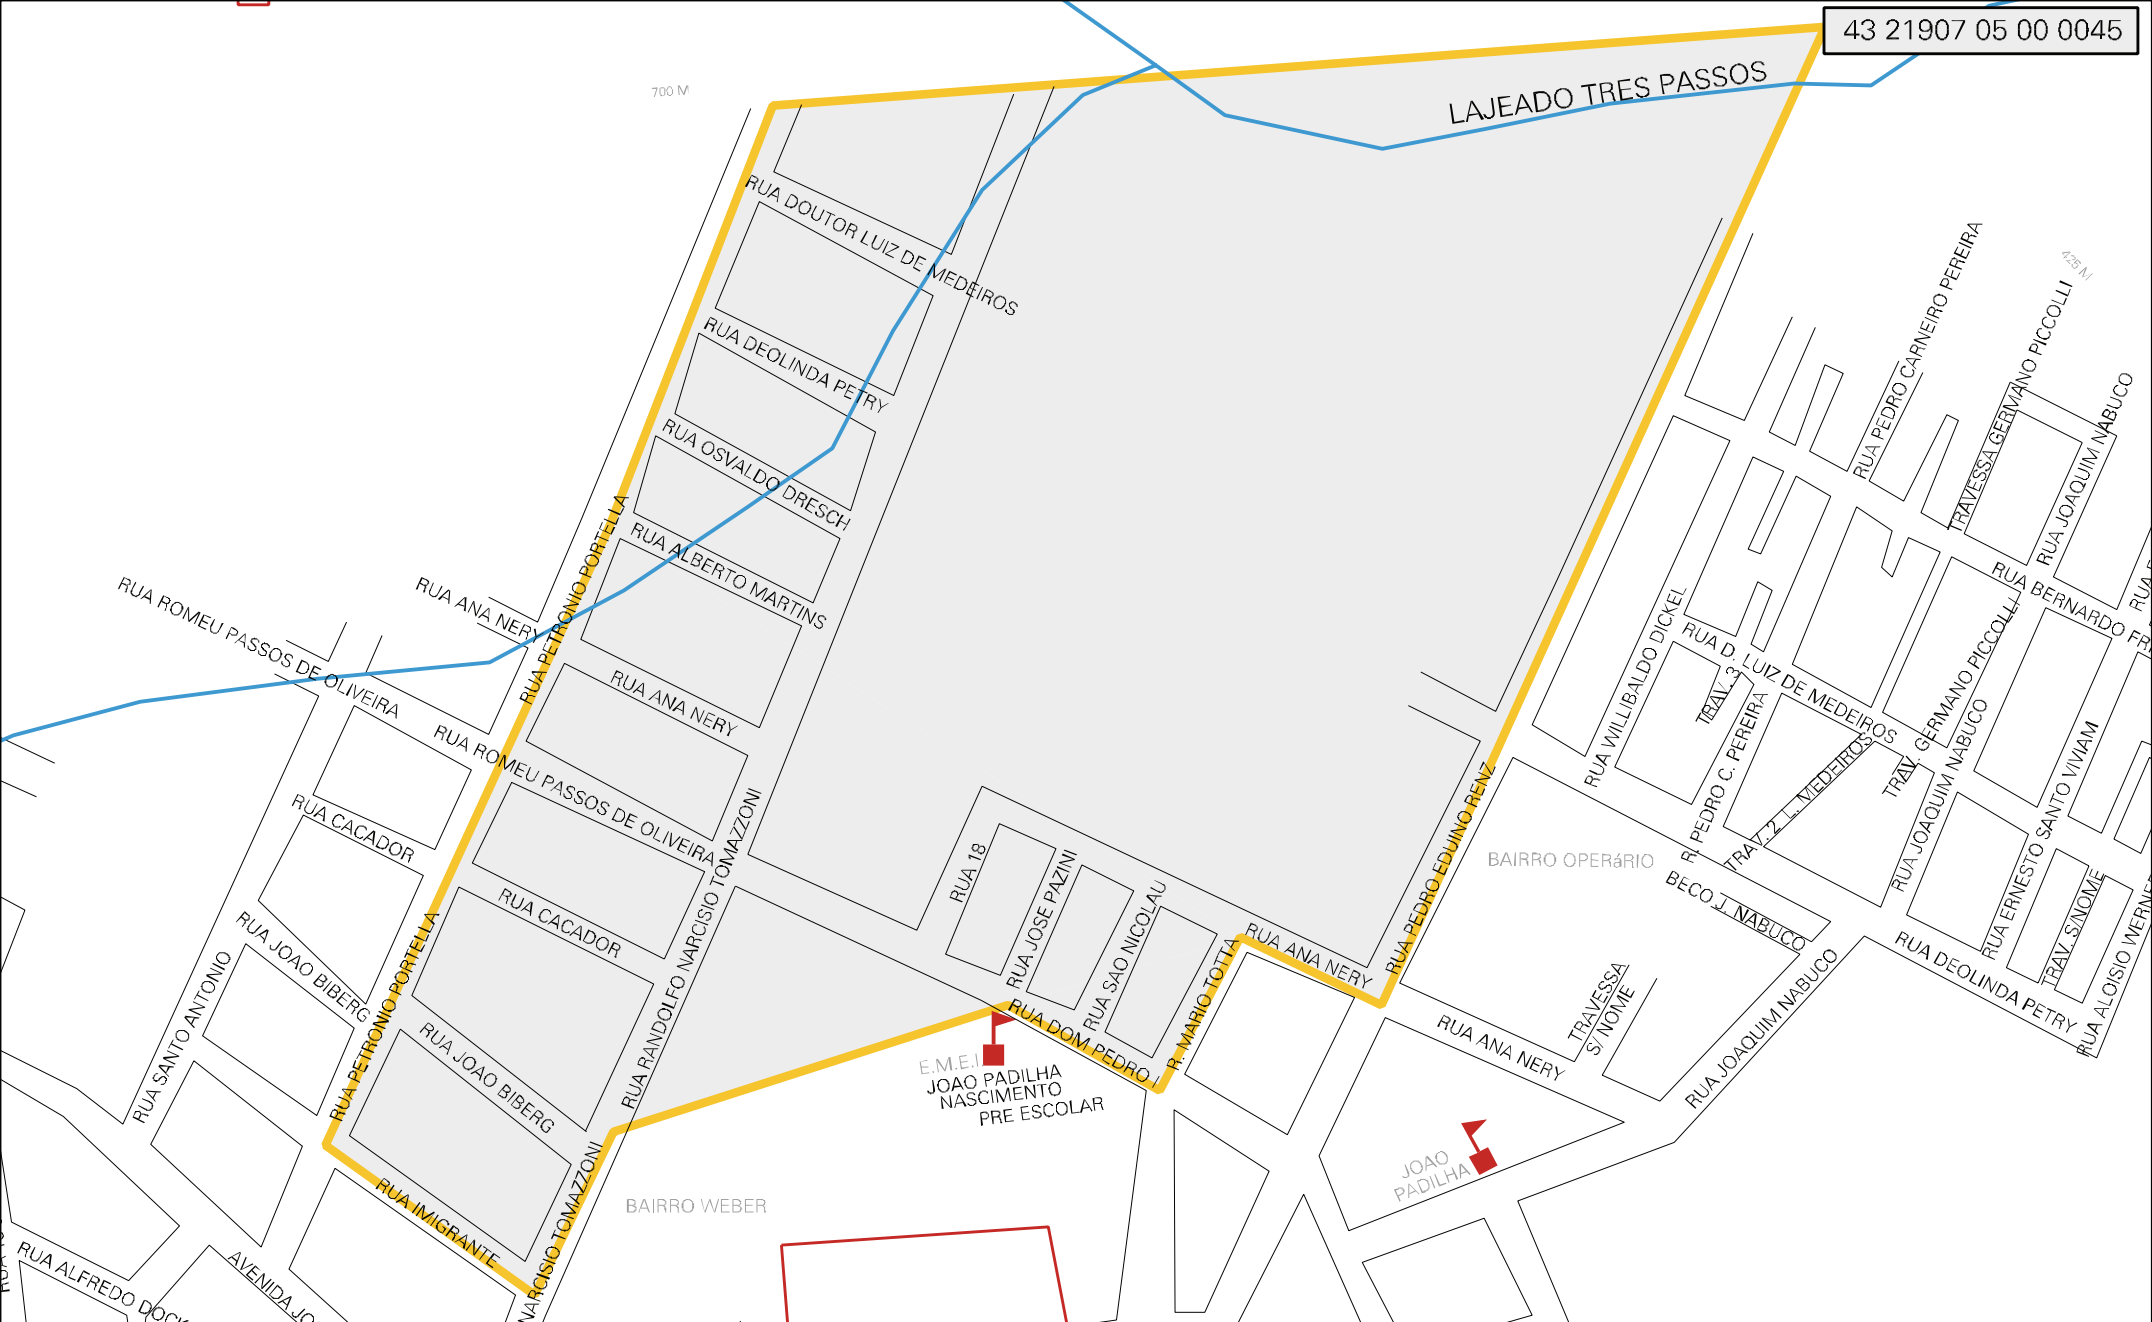 43 21907 05 00 0045
700 M
LAJEADO TRES PASSOS
RUA DOUTOR LUIZ DE MEDEIROS
RUA DEOLINDA PETRY
RUA OSVALDO DRESCH
RUA ALBERTO MARTINS
RUA ANA NERY
RUA ANA NERY
RUA PETRONIO PORTELLA
RUA ROMEU PASSOS DE OLIVEIRA
RUA ROMEU PASSOS DE OLIVEIRA
RUA CACADOR
RUA CACADOR
RUA JOAO BIBERG
RUA JOAO BIBERG
RUA SANTO ANTONIO
RUA PETRONIO PORTELLA
RUA RANDOLFO NARCISIO TOMAZZONI
NARCISIO TOMAZZONI
RUA IMIGRANTE
RUA ALFREDO DOCK
AVENIDA JO
BAIRRO WEBER
RUA 18
RUA JOSE PAZINI
RUA SAO NICOLAU
R. MARIO TOTTA
RUA DOM PEDRO I
RUA ANA NERY
RUA PEDRO EDUINO RENZ
E.M.E.I
JOAO PADILHA
NASCIMENTO
PRE ESCOLAR
JOAO
PADILHA
RUA ANA NERY
TRAVESSA
S/NOME
RUA JOAQUIM NABUCO
BAIRRO OPERáRIO
BECO J. NABUCO
R. PEDRO C. PEREIRA
TRAV. 2 L. MEDEIROS
TRAV. 3
RUA WILLIBALDO DICKEL
RUA D. LUIZ DE MEDEIROS
TRAV. GERMANO PICCOLLI
RUA JOAQUIM NABUCO
RUA ERNESTO SANTO VIVIAM
TRAV. S/NOME
RUA ALOISIO WERNE
RUA DEOLINDA PETRY
RUA BERNARDO FR
RUA PEDRO CARNEIRO PEREIRA
TRAVESSA GERMANO PICCOLLI
RUA JOAQUIM NABUCO
425 M